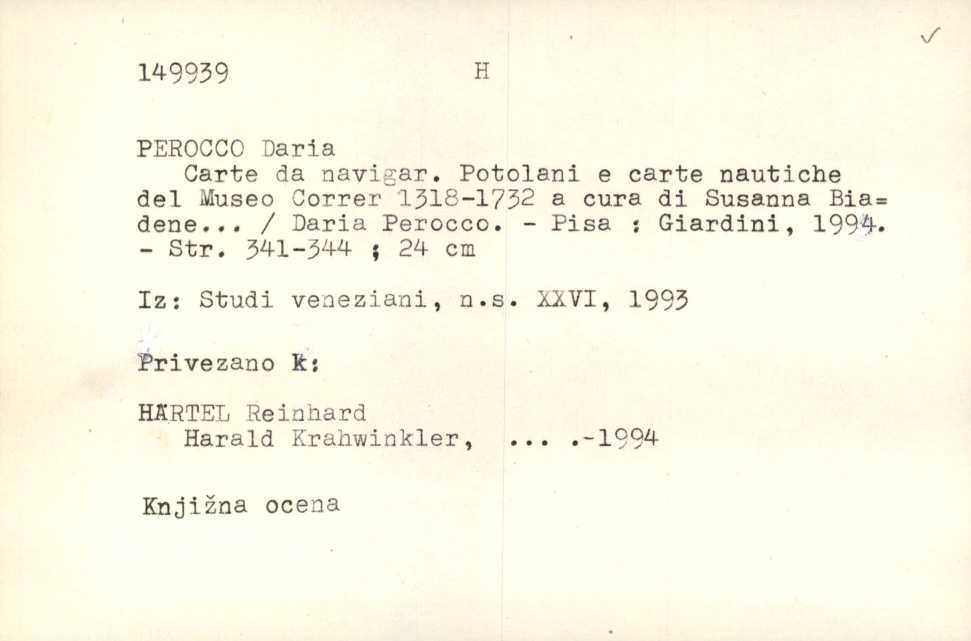 149939 H
PEROCCO Daria
Carte da navigar. Potolani e carte nautiche
del Museo Correr 1318-1732 a cura di Susanna Bia=
dene... / Daria Perocco. - Pisa : Giardini, 1994.
- Str. 341-344 ; 24 cm
Iz: Studi veneziani, n.s. XXVI, 1993
Privezano k:
HÄRTEL Reinhard
Harald Krahwinkler, ... .-1994
Knjižna ocena